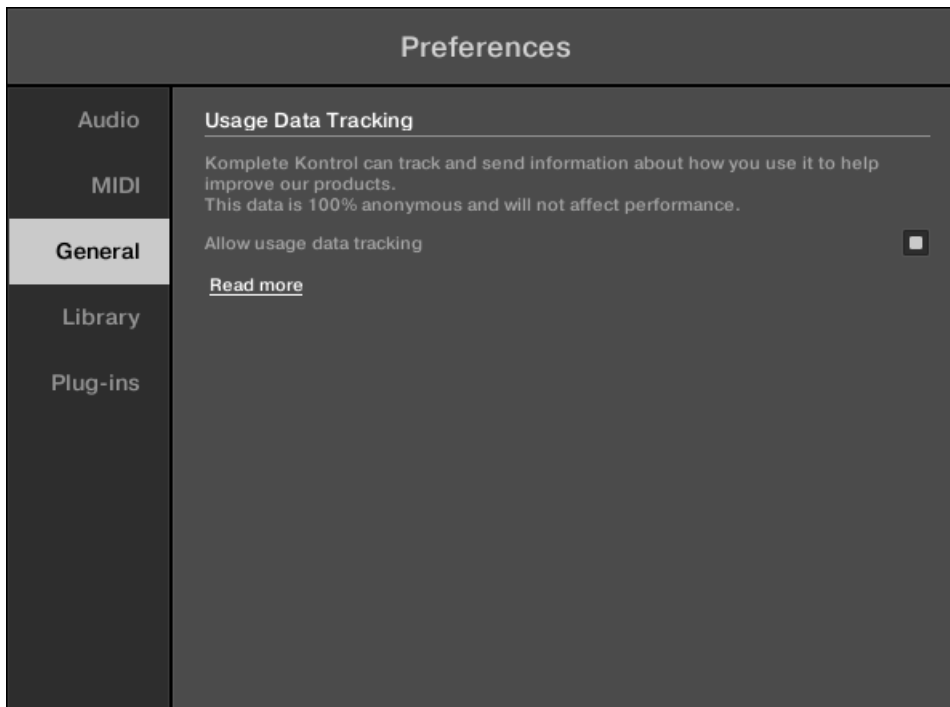 Preferences
Audio
MIDI
General
Library
Plug-ins
Usage Data Tracking
Komplete Kontrol can track and send information about how you use it to help
improve our products.
This data is 100% anonymous and will not affect performance.
Allow usage data tracking
Read more